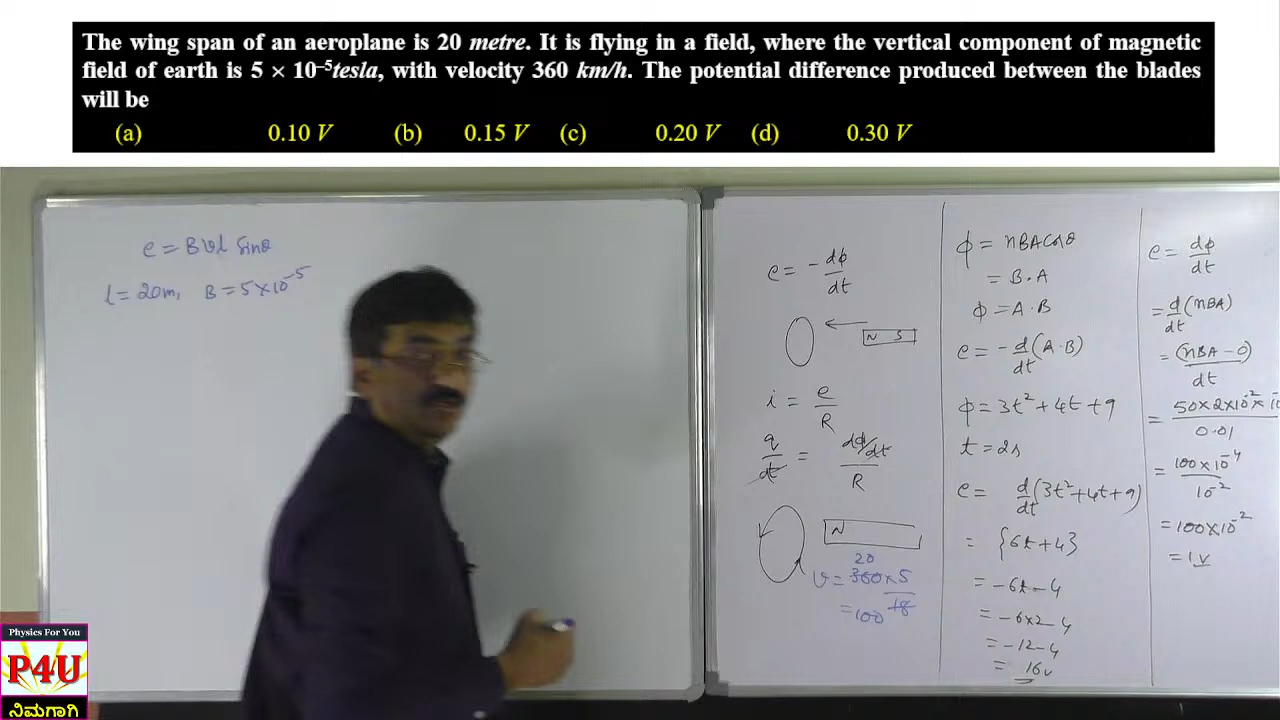 The wing span of an aeroplane is 20 metre. It is flying in a field, where the vertical component of magnetic
field of earth is 5 × 10⁻⁵ tesla, with velocity 360 km/h. The potential difference produced between the blades
will be
(a) 0.10 V (b) 0.15 V (c) 0.20 V (d) 0.30 V
e = Bvl Sinθ
l = 20m, B = 5×10⁻⁵
e = - dφ/dt
N S
i = e/R
q/dt = dφ/dt / R
N
20
v = 360×5/18
= 100
φ = nBA cosθ
= B·A
φ = A·B
e = - d/dt (A·B)
φ = 3t² + 4t + 9
t = 2s
e = d/dt (3t² + 4t + 9)
= {6t + 4}
= -6t - 4
= -6×2 - 4
= -12 - 4
= 16v
e = dφ/dt
= d/dt (nBA)
= (nBA - 0)/dt
= 50×2×10⁻²× / 0.01
= 100×10⁻⁴ / 10⁻²
= 100×10⁻²
= 1v
Physics For You
P4U
ನಿಮಗಾಗಿ